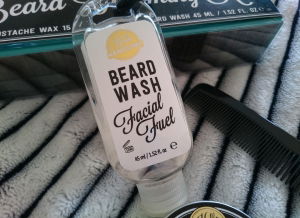 Beard
USTACHE WAX 15
BEARD WASH 45 ML / 1.52 FL. OZ
BEARD
WASH
Facial
Fuel
45 ml / 1.52 fl oz ℮